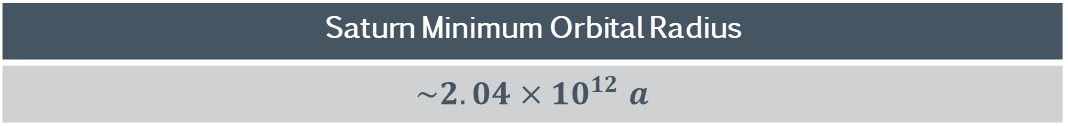 Saturn Minimum Orbital Radius
~2.04 × 10¹² a